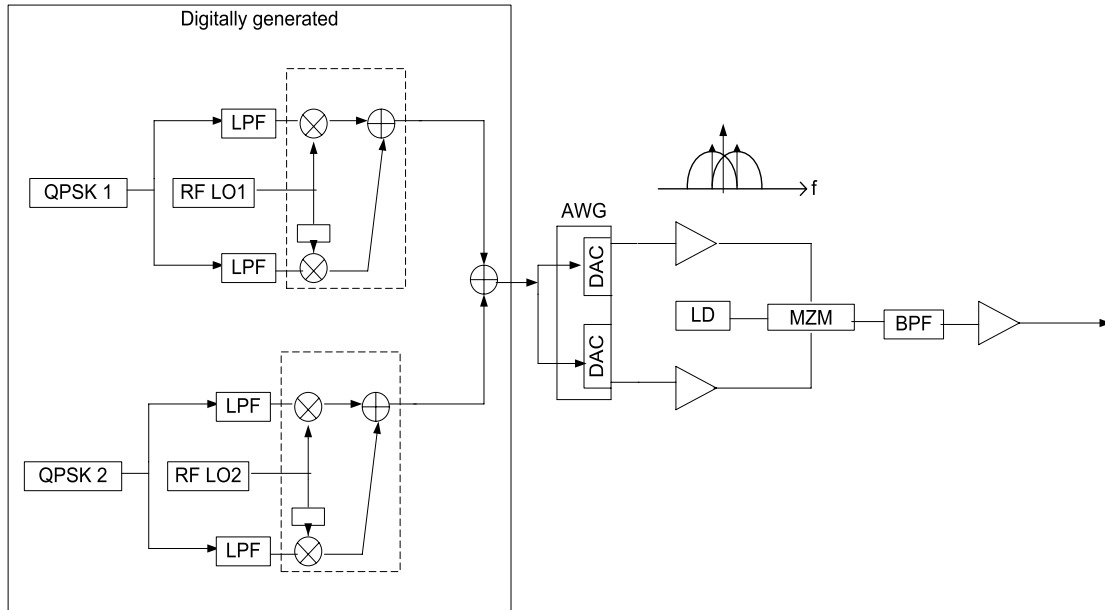 Digitally generated
LPF
QPSK 1
RF LO1
LPF
LPF
QPSK 2
RF LO2
LPF
AWG
DAC
DAC
f
LD
MZM
BPF